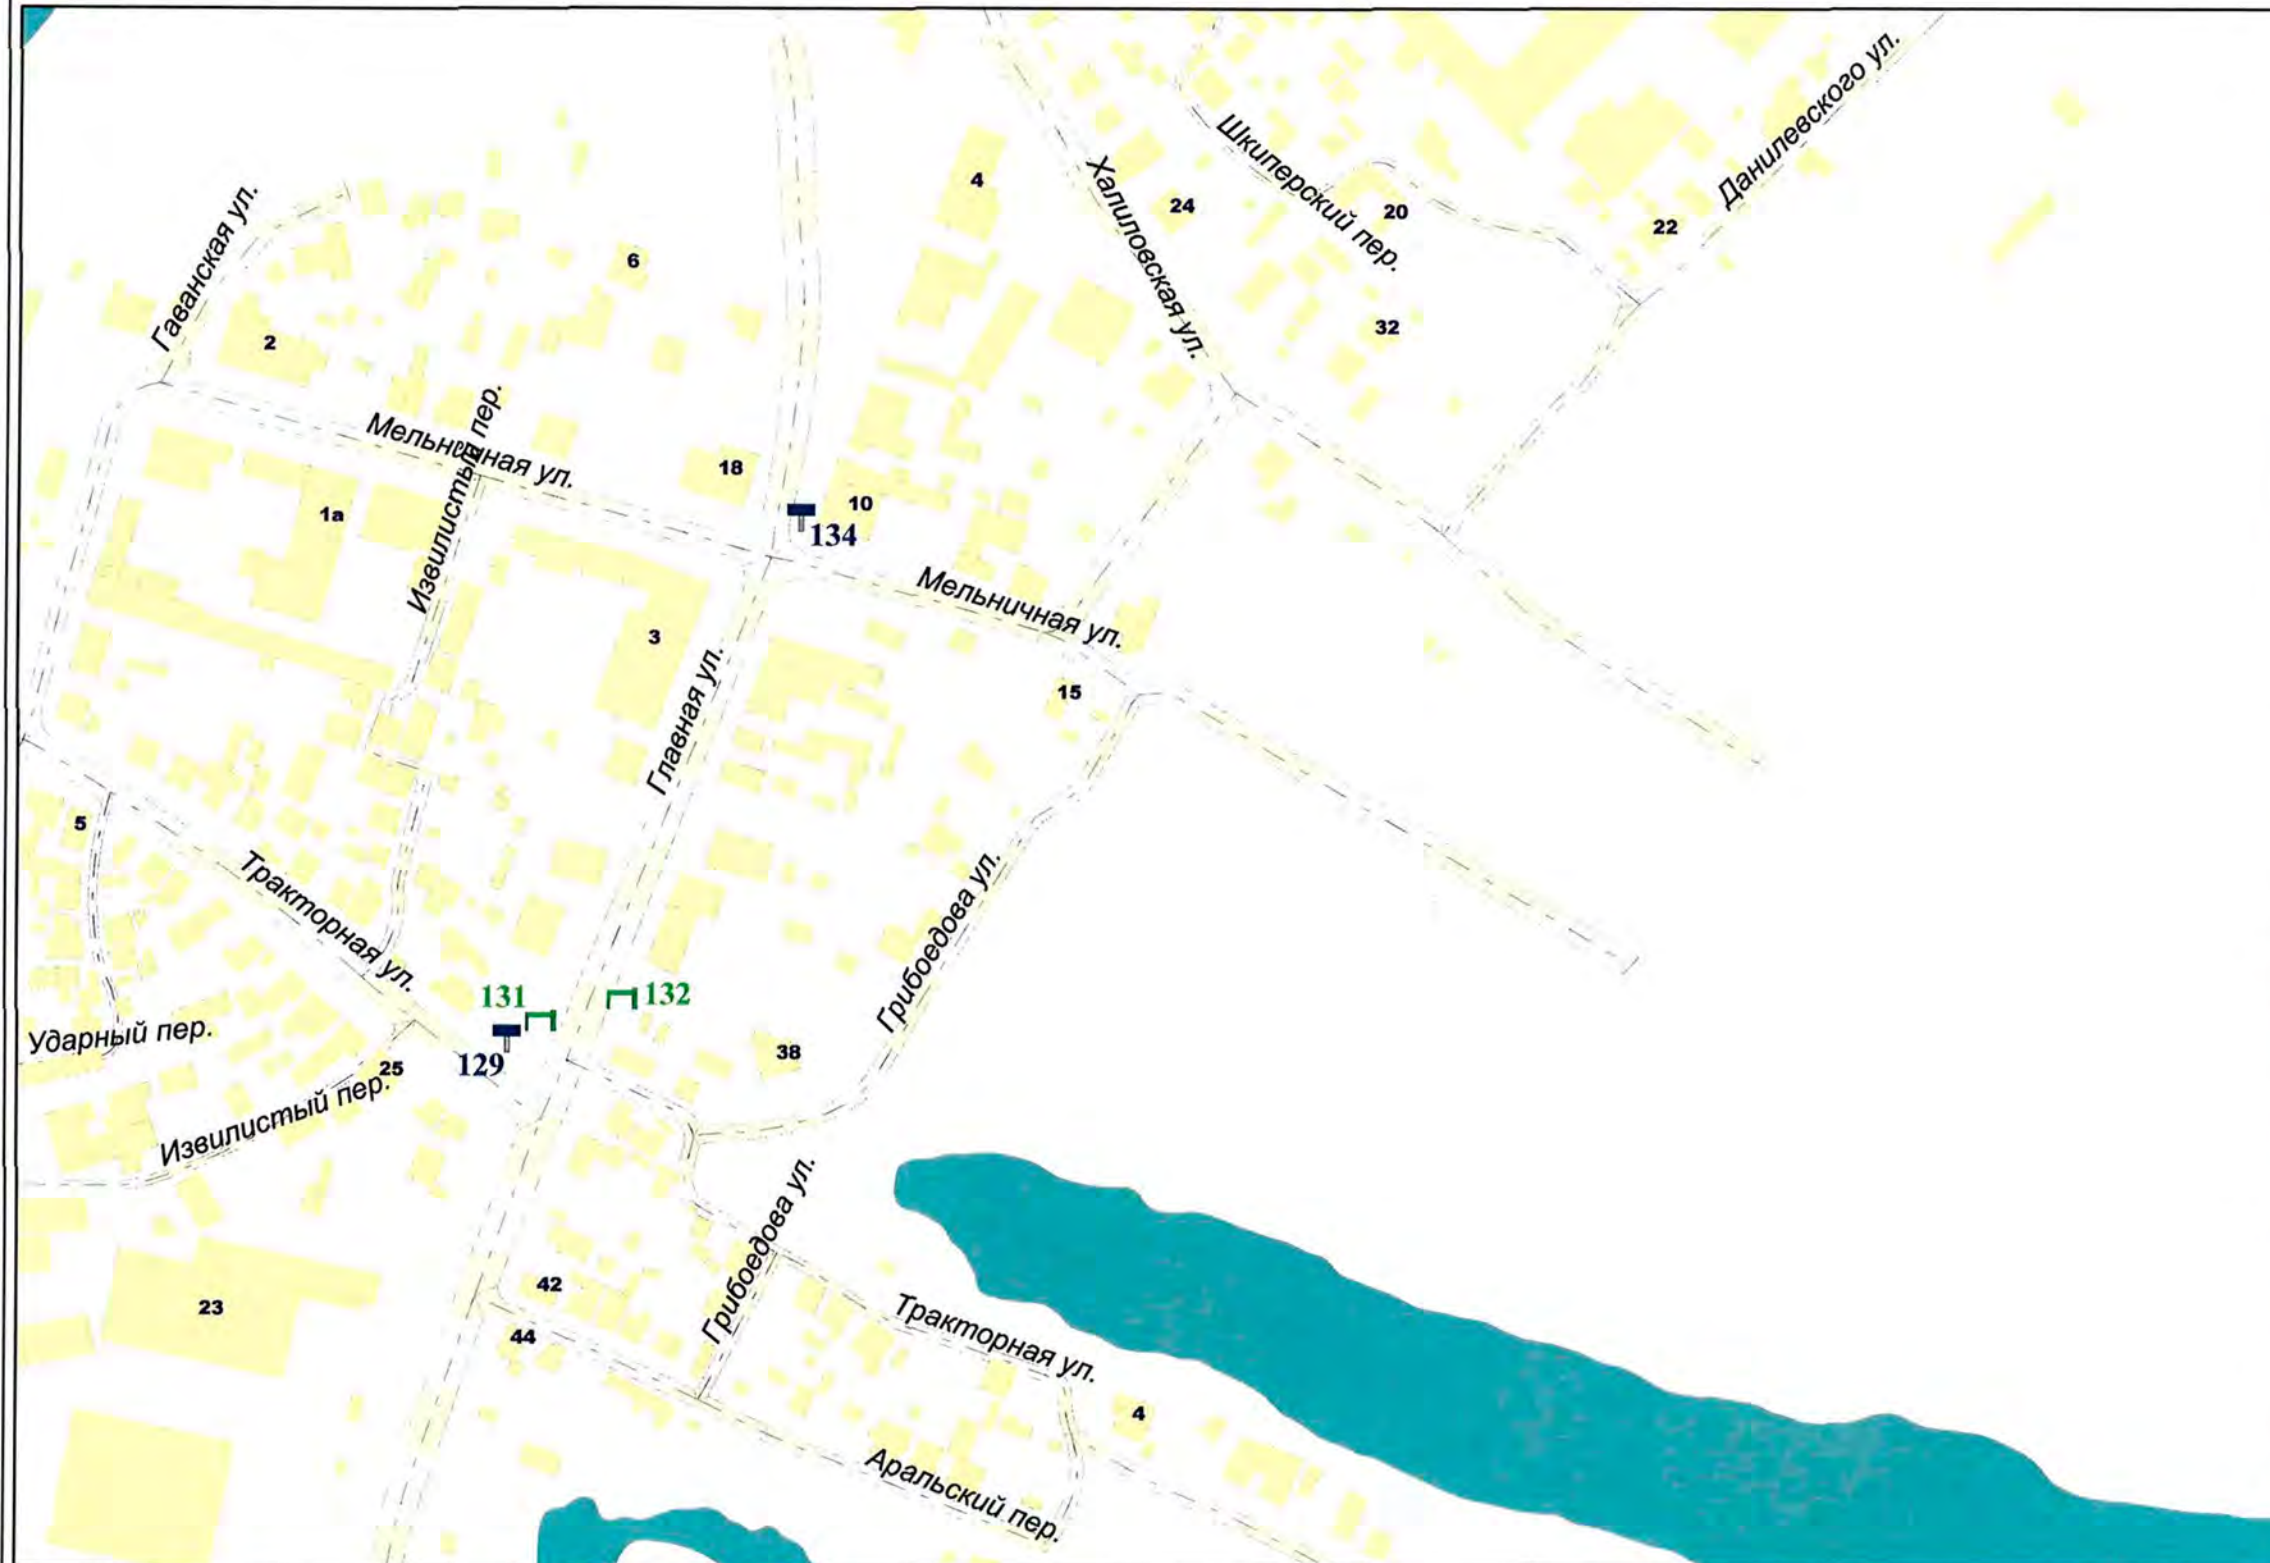 Данилевского ул.
Шкиперский пер.
Халиловская ул.
4
24
20
22
Гаванская ул.
6
32
2
Мельничная ул.
Извилистый пер.
18
10
1а
134
Мельничная ул.
3
15
Главная ул.
5
Тракторная ул.
Грибоедова ул.
131
132
Ударный пер.
129
25
38
Извилистый пер.
Грибоедова ул.
42
23
44
Тракторная ул.
4
Аральский пер.